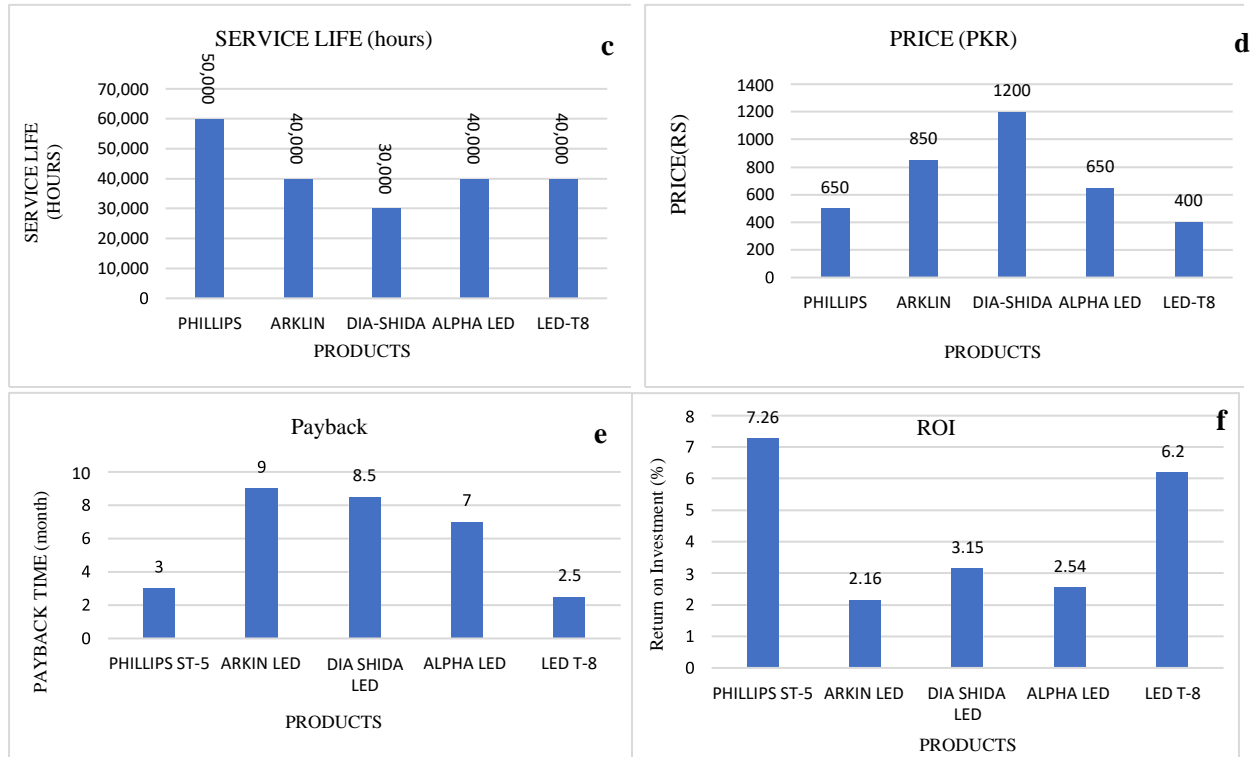 SERVICE LIFE (hours)
c
SERVICE LIFE
(HOURS)
70,000
60,000
50,000
40,000
30,000
20,000
10,000
0
50,000
40,000
30,000
40,000
40,000
PHILLIPS
ARKLIN
DIA-SHIDA
ALPHA LED
LED-T8
PRODUCTS
PRICE (PKR)
d
PRICE(RS)
1400
1200
1000
800
600
400
200
0
650
850
1200
650
400
PHILLIPS
ARKLIN
DIA-SHIDA
ALPHA LED
LED-T8
PRODUCTS
Payback
e
PAYBACK TIME (month)
10
8
6
4
2
0
3
9
8.5
7
2.5
PHILLIPS ST-5
ARKIN LED
DIA SHIDA
LED
ALPHA LED
LED T-8
PRODUCTS
ROI
f
Return on Investment (%)
8
7
6
5
4
3
2
1
0
7.26
2.16
3.15
2.54
6.2
PHILLIPS ST-5
ARKIN LED
DIA SHIDA
LED
ALPHA LED
LED T-8
PRODUCTS